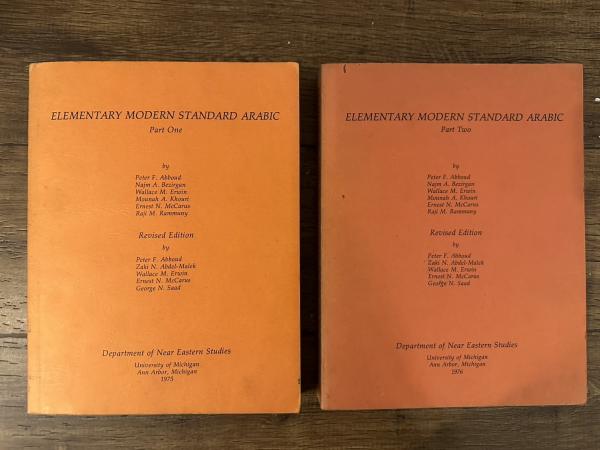 ELEMENTARY MODERN STANDARD ARABIC
Part One
by
Peter F. Abboud
Najm A. Bezirgan
Wallace M. Erwin
Mounah A. Khouri
Ernest N. McCarus
Raji M. Rammuny
Revised Edition
by
Peter F. Abboud
Zaki N. Abdel-Malek
Wallace M. Erwin
Ernest N. McCarus
George N. Saad
Department of Near Eastern Studies
University of Michigan
Ann Arbor, Michigan
1975
ELEMENTARY MODERN STANDARD ARABIC
Part Two
by
Peter F. Abboud
Najm A. Bezirgan
Wallace M. Erwin
Mounah A. Khouri
Ernest N. McCarus
Raji M. Rammuny
Revised Edition
by
Peter F. Abboud
Zaki N. Abdel-Malek
Wallace M. Erwin
Ernest N. McCarus
George N. Saad
Department of Near Eastern Studies
University of Michigan
Ann Arbor, Michigan
1976